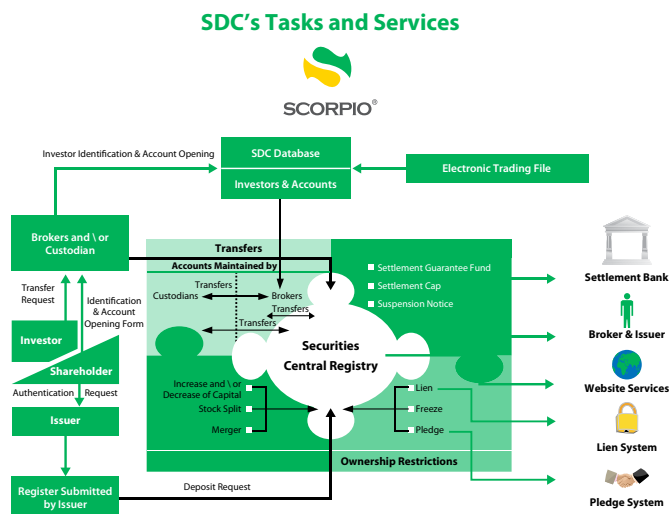 SDC's Tasks and Services
SCORPIO®
Investor Identification & Account Opening
SDC Database
Investors & Accounts
Electronic Trading File
Brokers and \ or
Custodian
Transfer
Request
Identification
& Account
Opening Form
Investor
Shareholder
Authentication
Request
Issuer
Register Submitted
by Issuer
Deposit Request
Transfers
Accounts Maintained by
Transfers
Custodians
Brokers
Transfers
Transfers
Settlement Guarantee Fund
Settlement Cap
Suspension Notice
Securities
Central Registry
Increase and \ or
Decrease of Capital
Stock Split
Merger
Lien
Freeze
Pledge
Ownership Restrictions
Settlement Bank
Broker & Issuer
Website Services
Lien System
Pledge System